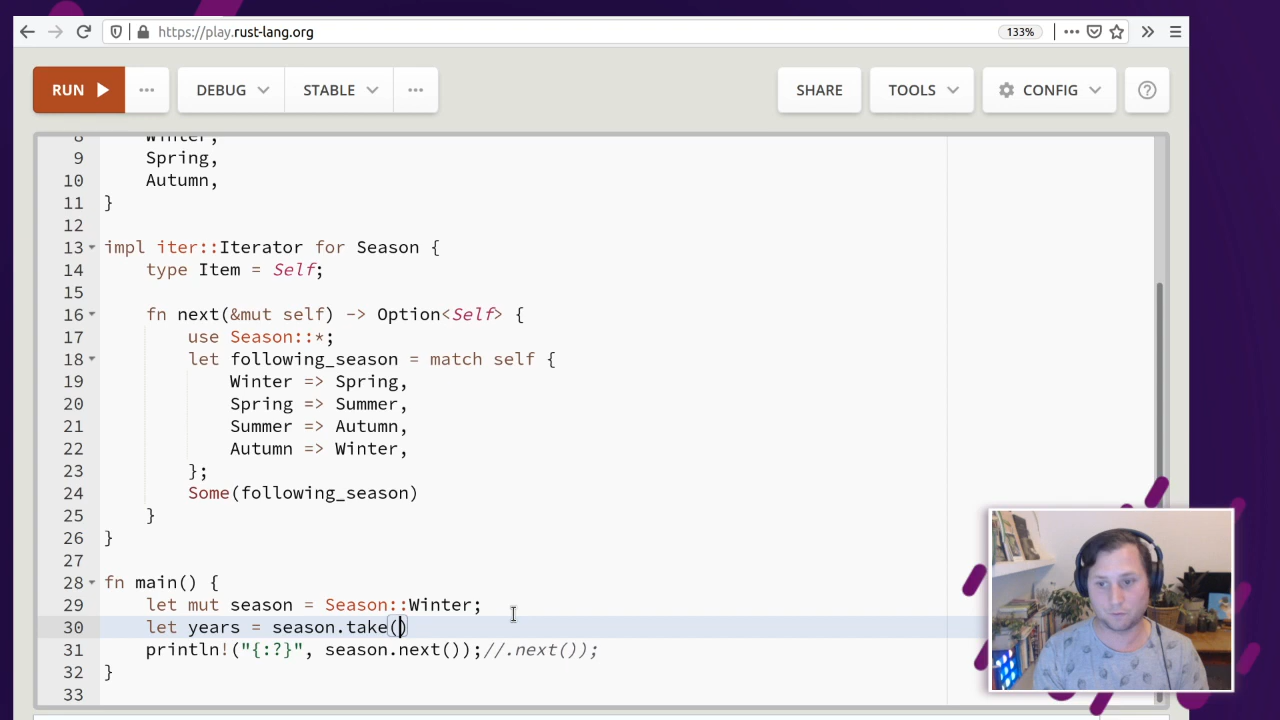 https://play.rust-lang.org
133%
RUN
DEBUG
STABLE
SHARE
TOOLS
CONFIG
8 Winter,
9 Spring,
10 Autumn,
11 }
12
13 impl iter::Iterator for Season {
14 type Item = Self;
15
16 fn next(&mut self) -> Option<Self> {
17 use Season::*;
18 let following_season = match self {
19 Winter => Spring,
20 Spring => Summer,
21 Summer => Autumn,
22 Autumn => Winter,
23 };
24 Some(following_season)
25 }
26 }
27
28 fn main() {
29 let mut season = Season::Winter;
30 let years = season.take()
31 println!("{:?}", season.next());//.next());
32 }
33